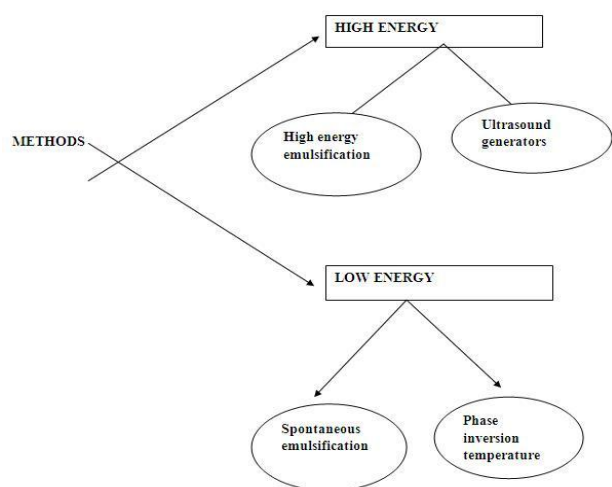 HIGH ENERGY
High energy
emulsification
Ultrasound
generators
METHODS
LOW ENERGY
Spontaneous
emulsification
Phase
inversion
temperature